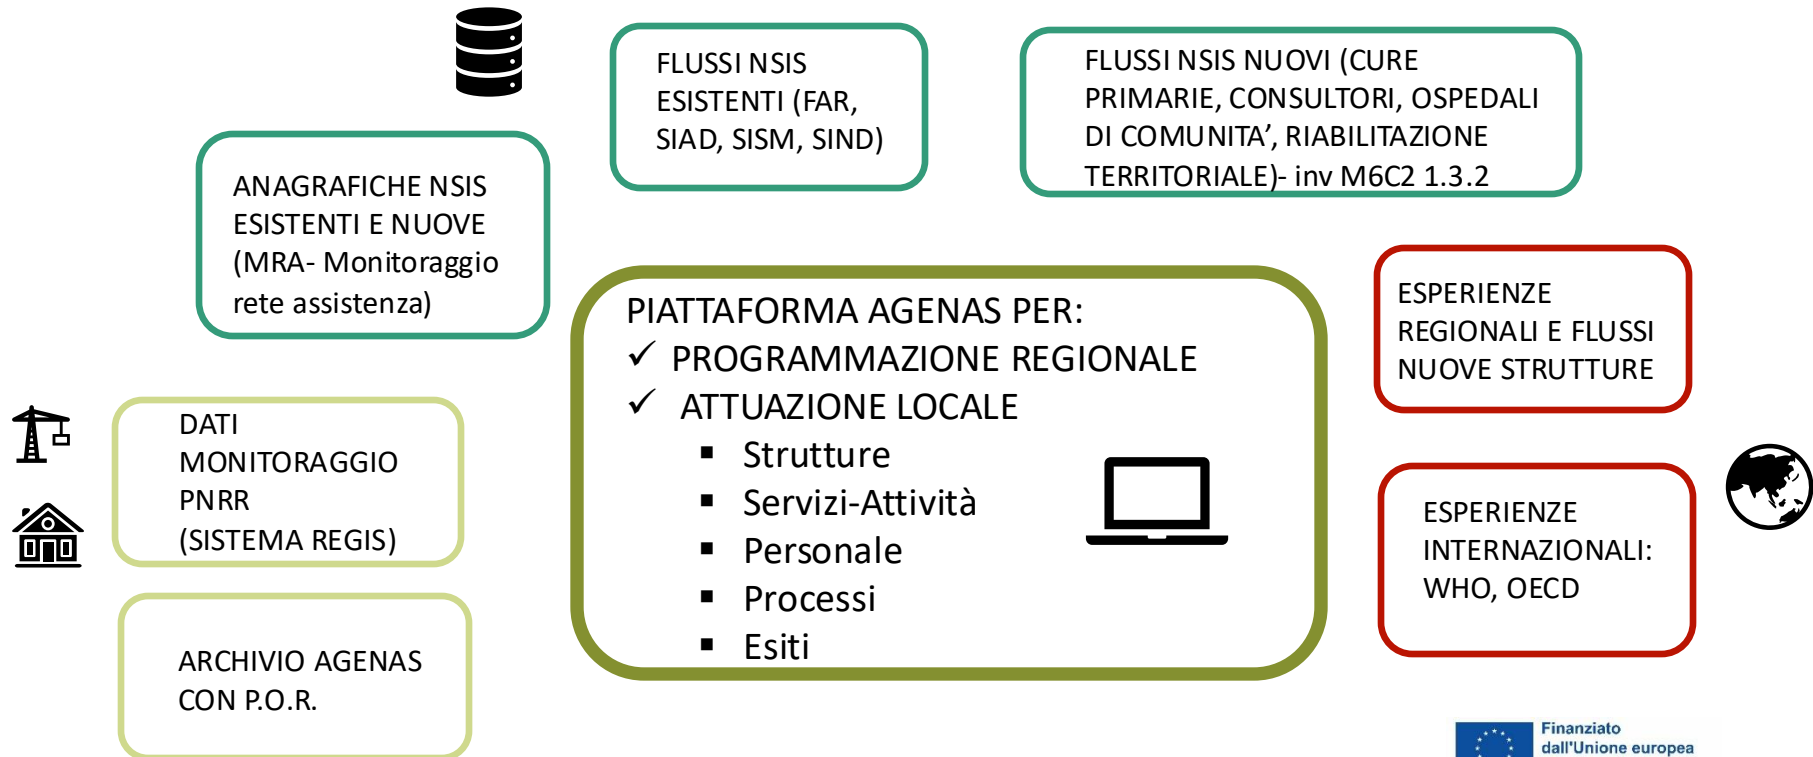 FLUSSI NSIS
ESISTENTI (FAR,
SIAD, SISM, SIND)
FLUSSI NSIS NUOVI (CURE
PRIMARIE, CONSULTORI, OSPEDALI
DI COMUNITA’, RIABILITAZIONE
TERRITORIALE)- inv M6C2 1.3.2
ANAGRAFICHE NSIS
ESISTENTI E NUOVE
(MRA- Monitoraggio
rete assistenza)
PIATTAFORMA AGENAS PER:
✓ PROGRAMMAZIONE REGIONALE
✓ ATTUAZIONE LOCALE
▪ Strutture
▪ Servizi-Attività
▪ Personale
▪ Processi
▪ Esiti
ESPERIENZE
REGIONALI E FLUSSI
NUOVE STRUTTURE
DATI
MONITORAGGIO
PNRR
(SISTEMA REGIS)
ESPERIENZE
INTERNAZIONALI:
WHO, OECD
ARCHIVIO AGENAS
CON P.O.R.
Finanziato
dall'Unione europea